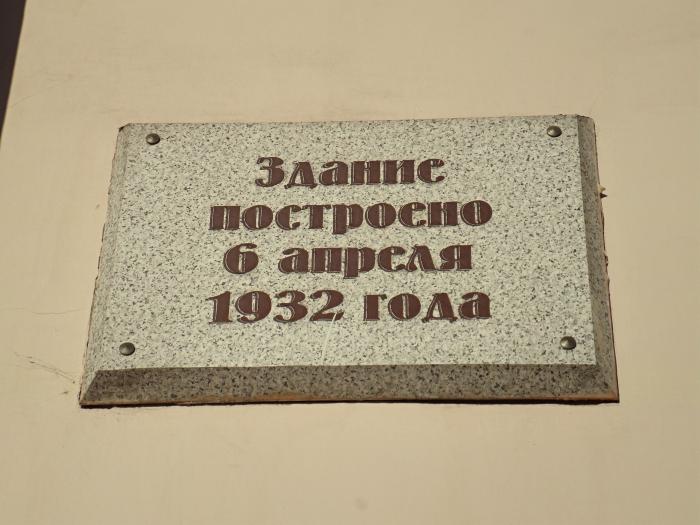 Здание
построено
6 апреля
1932 года